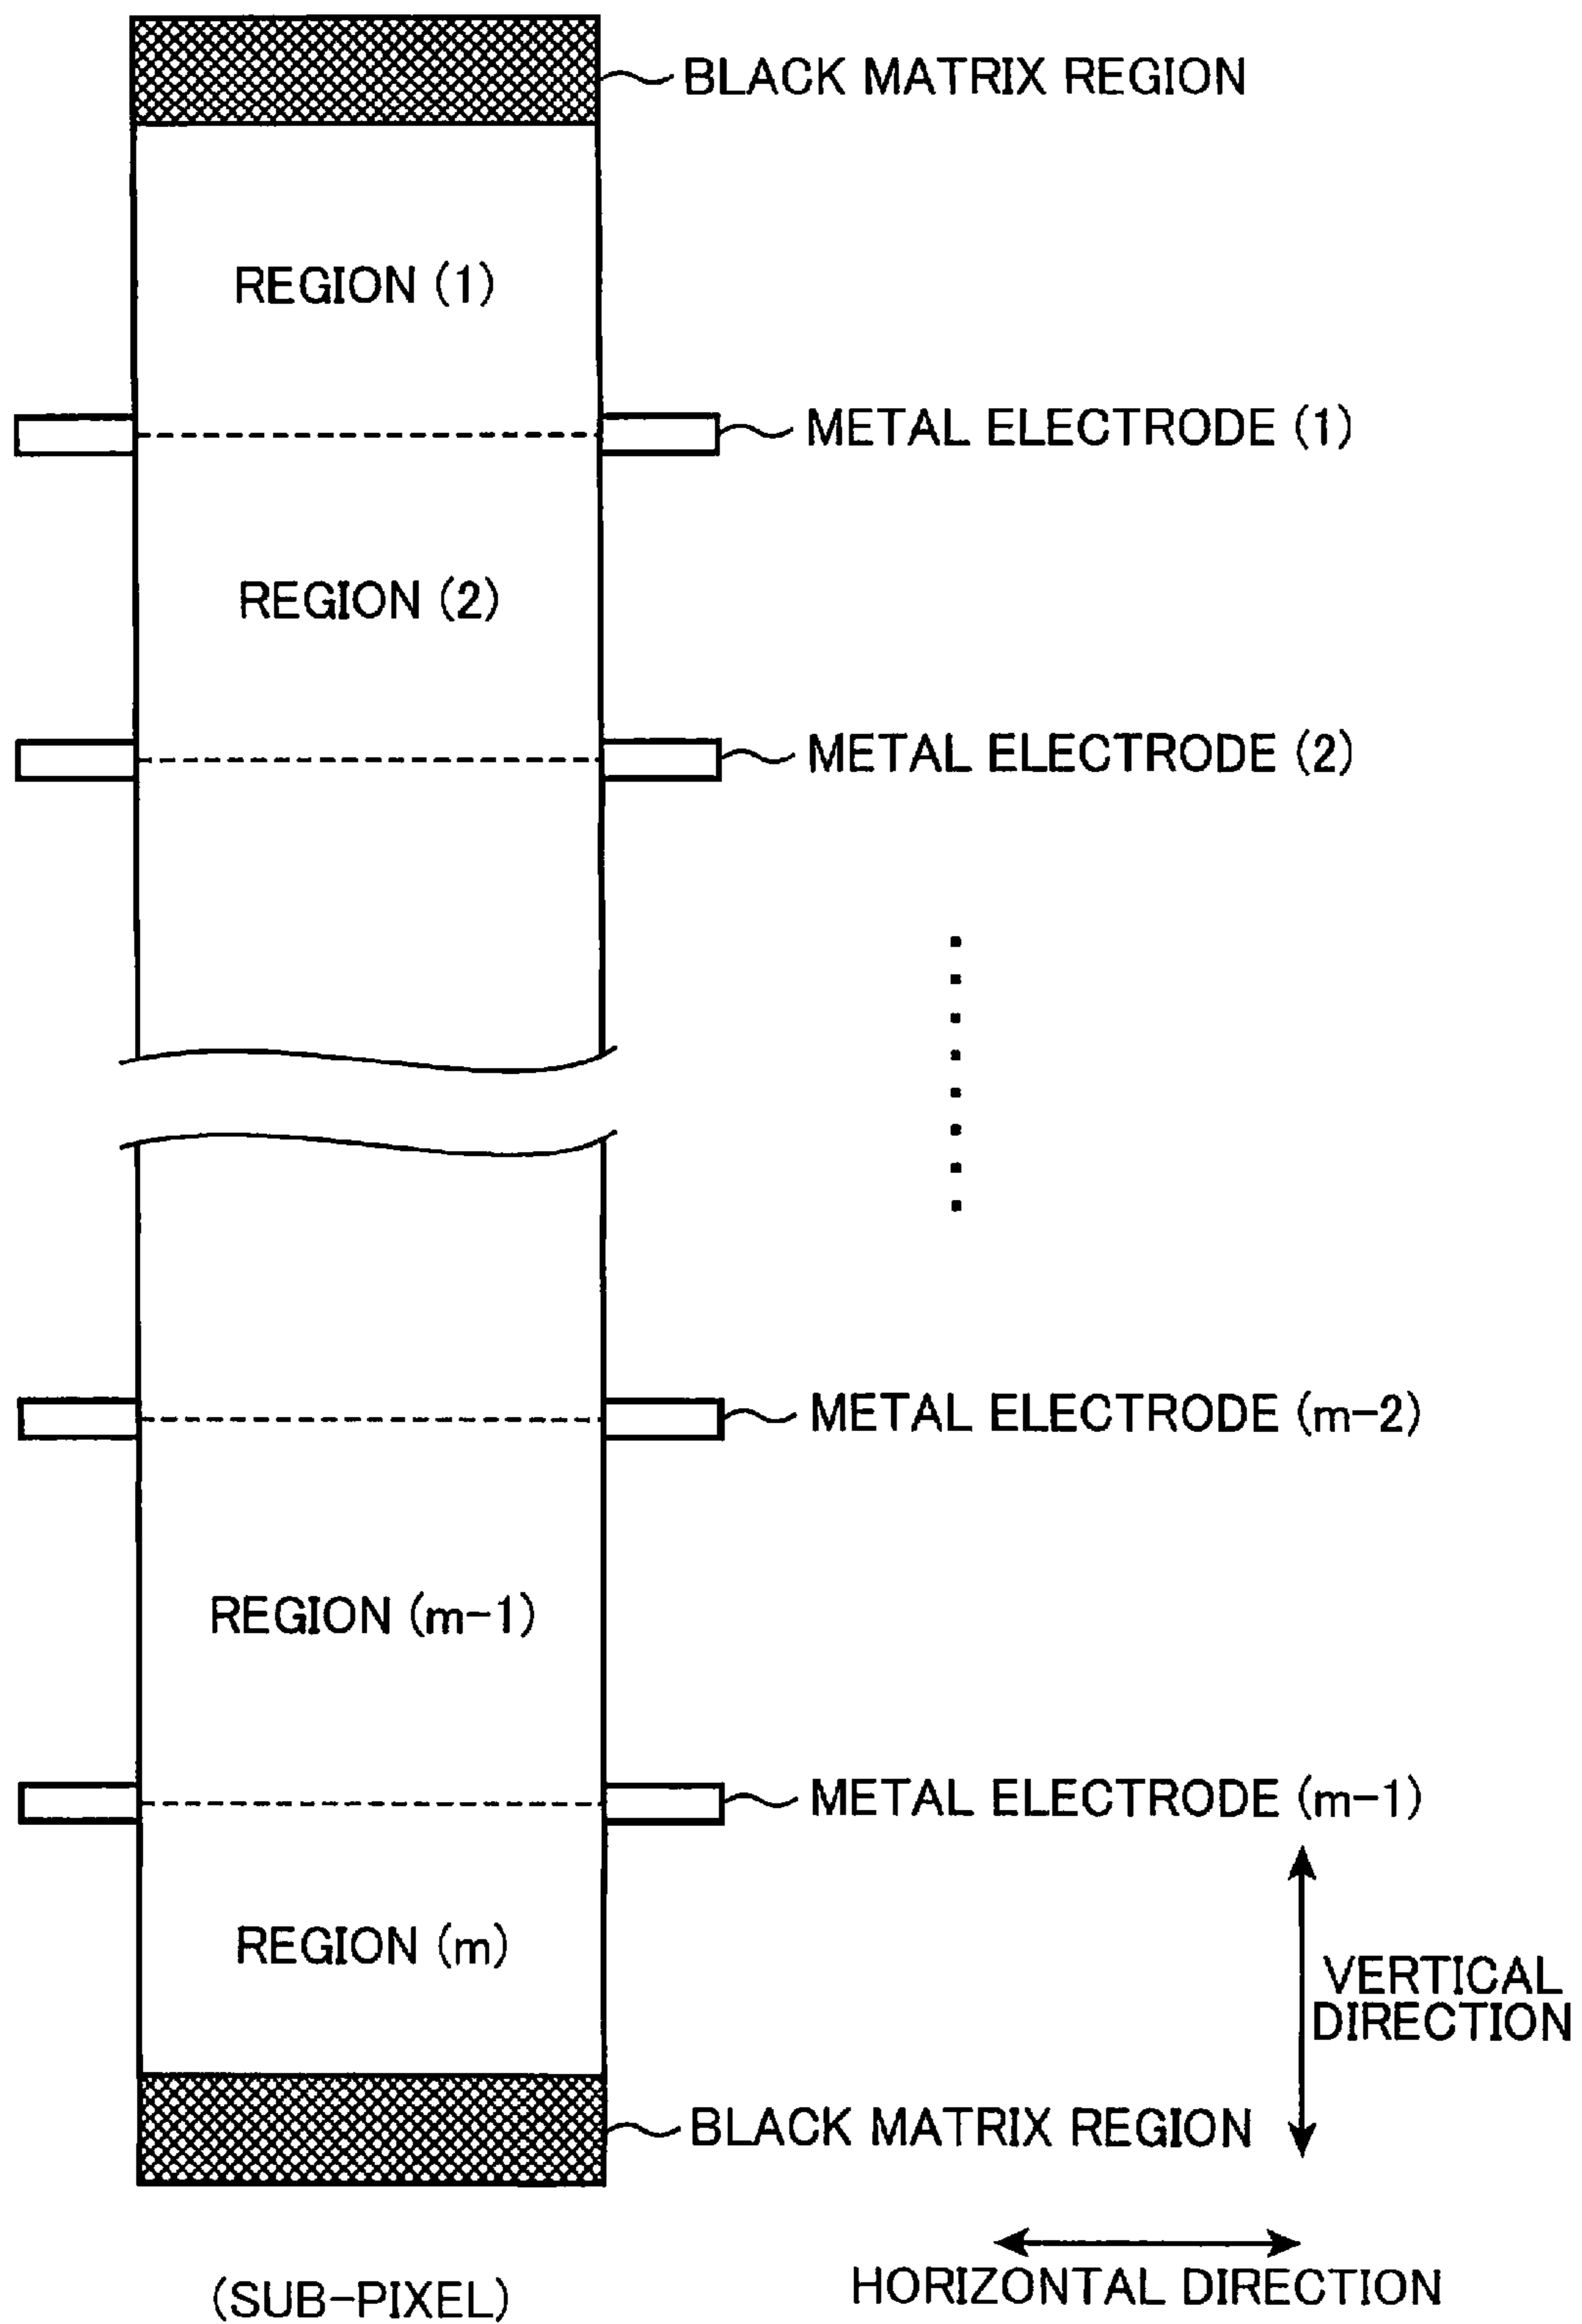 BLACK MATRIX REGION
REGION (1)
METAL ELECTRODE (1)
REGION (2)
METAL ELECTRODE (2)
METAL ELECTRODE (m-2)
REGION (m-1)
METAL ELECTRODE (m-1)
REGION (m)
VERTICAL
DIRECTION
BLACK MATRIX REGION
HORIZONTAL DIRECTION
(SUB-PIXEL)